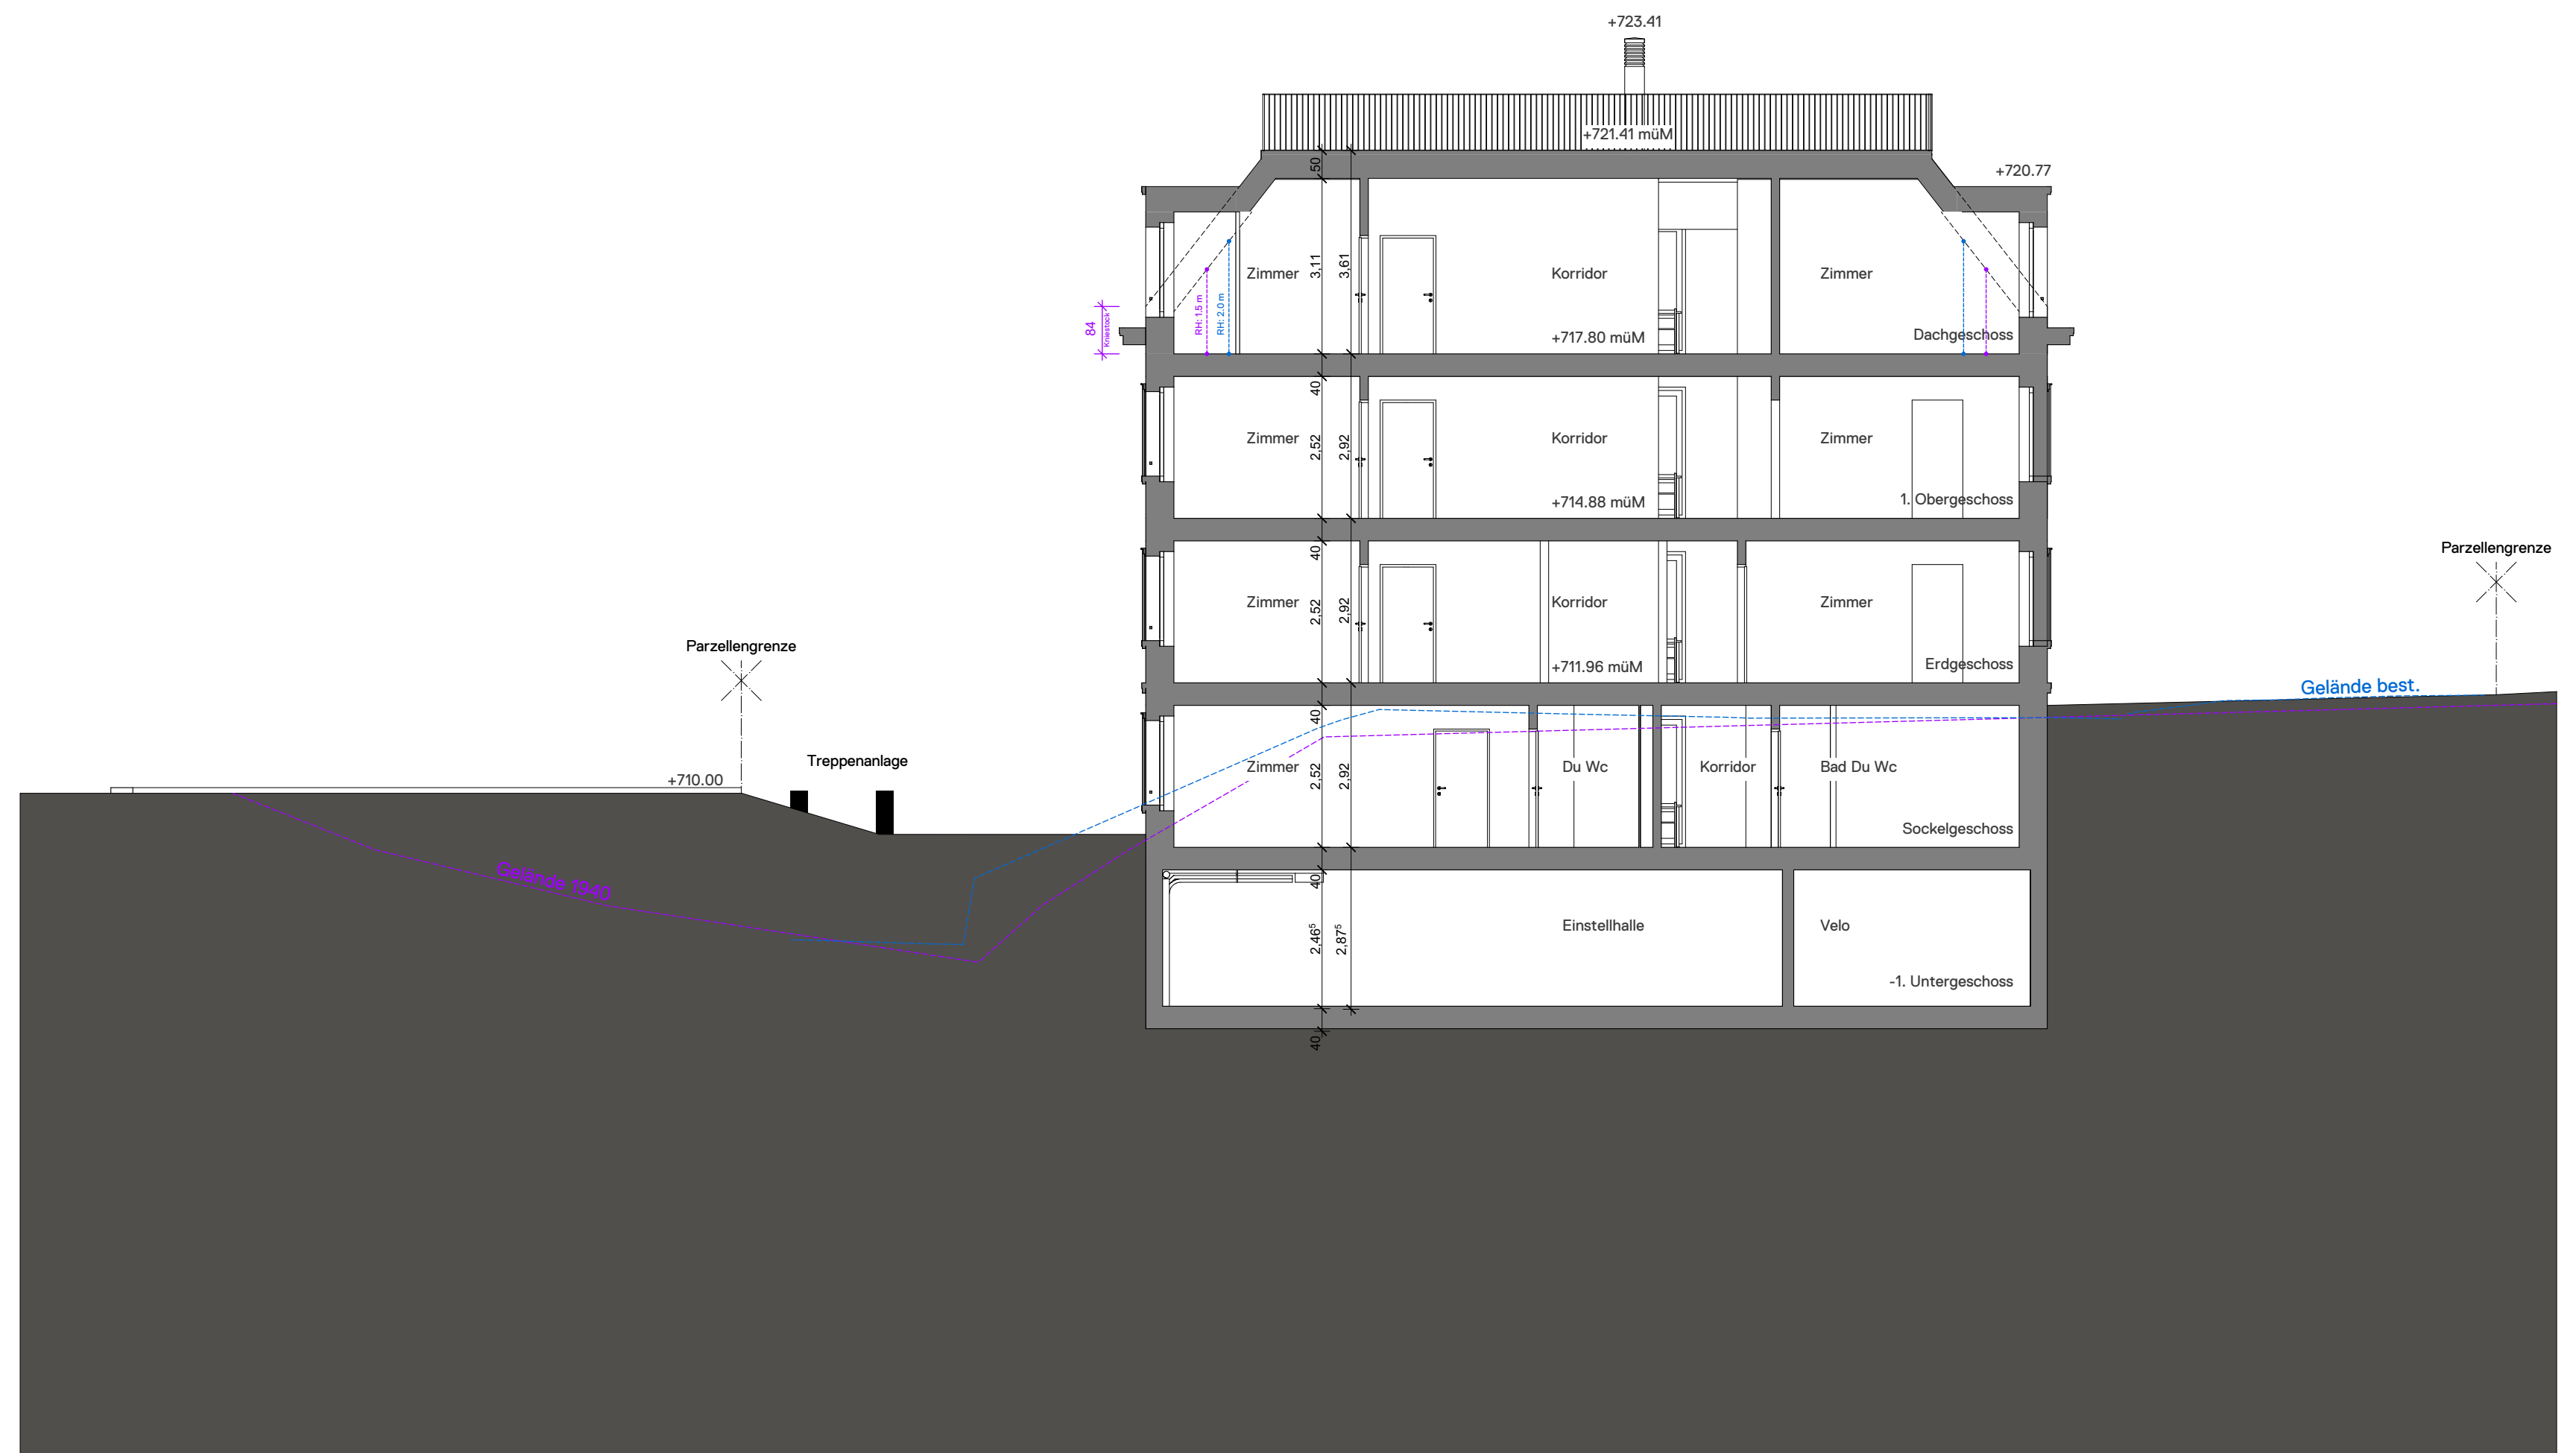 +723.41
+721.41 müM
+720.77
50
Zimmer
3,11
3,61
Korridor
Zimmer
RH: 1.5 m
RH: 2.0 m
84
Kniestock
+717.80 müM
Dachgeschoss
40
Zimmer
2,52
2,92
Korridor
Zimmer
+714.88 müM
1. Obergeschoss
40
Parzellengrenze
Zimmer
2,52
2,92
Korridor
Zimmer
Parzellengrenze
+711.96 müM
Erdgeschoss
Gelände best.
40
Treppenanlage
Zimmer
2,52
2,92
Du Wc
Korridor
Bad Du Wc
+710.00
Sockelgeschoss
Gelände 1940
40
Einstellhalle
Velo
2,46⁵
2,87⁵
-1. Untergeschoss
40